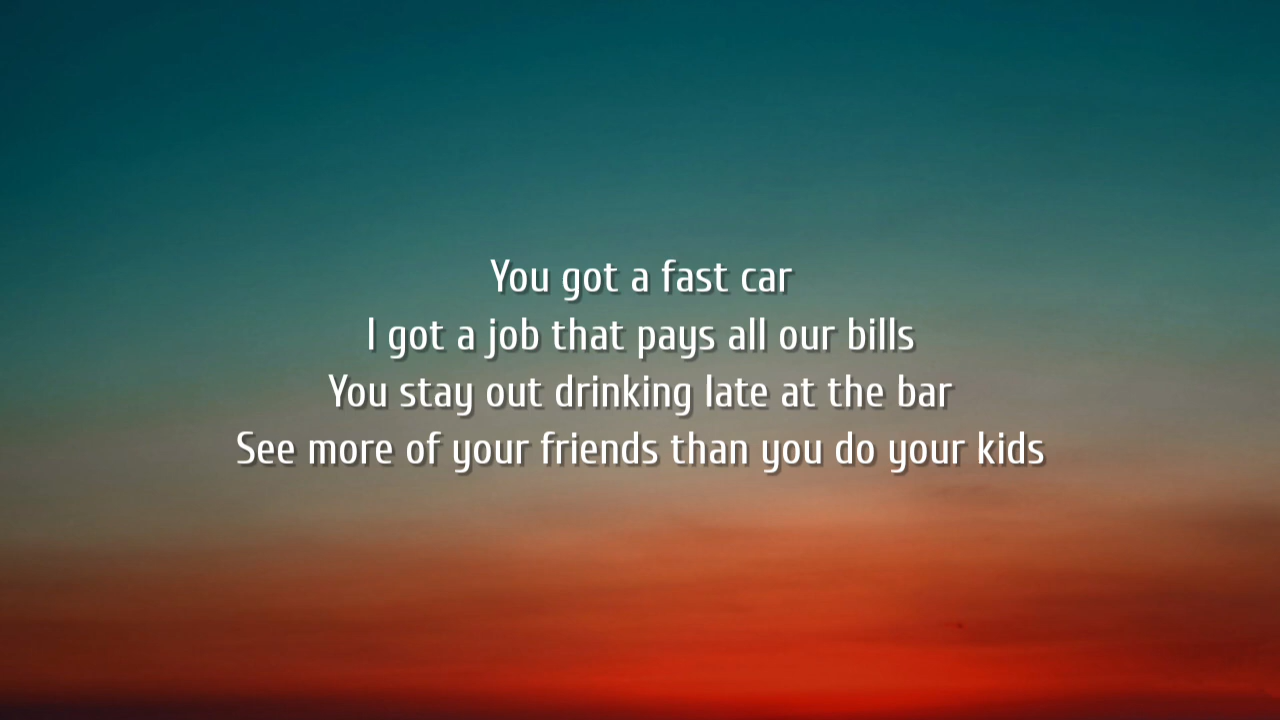 You got a fast car
I got a job that pays all our bills
You stay out drinking late at the bar
See more of your friends than you do your kids